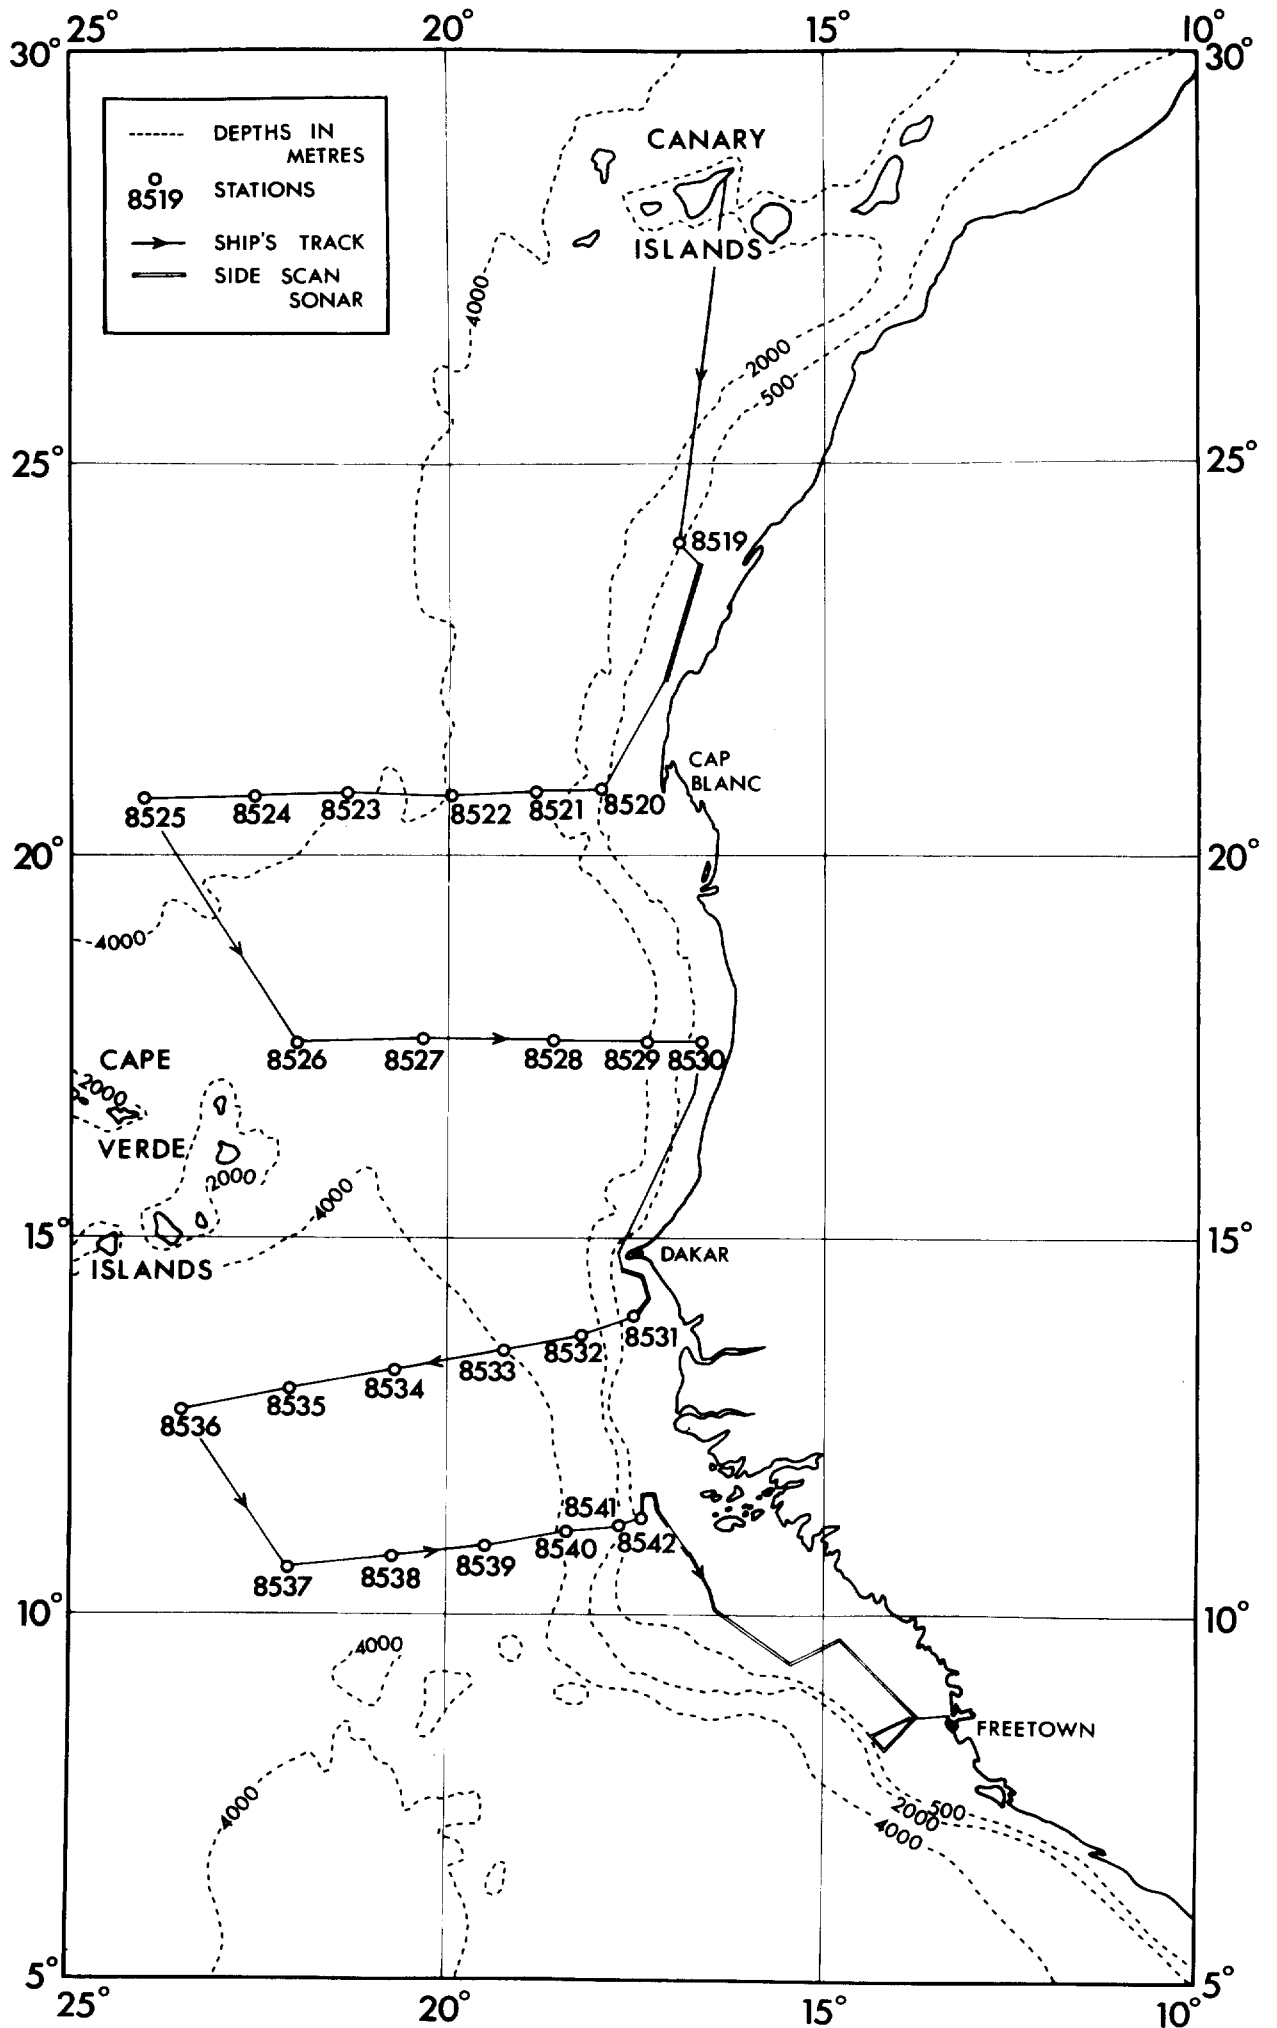 25° 20° 15° 10°
30° 30°
DEPTHS IN
METRES
8519 STATIONS
SHIP'S TRACK
SIDE SCAN
SONAR
CANARY
ISLANDS
4000
2000
500
25° 25°
8519
CAP
BLANC
8525 8524 8523 8522 8521 8520
20° 20°
4000
8526 8527 8528 8529 8530
CAPE
2000
VERDE
2000
4000
15° 15°
ISLANDS
DAKAR
8531
8532
8533
8534
8535
8536
8541
8542
8540
8539
8538
8537
10° 10°
4000
FREETOWN
4000
2000 500
4000
5° 5°
25° 20° 15° 10°